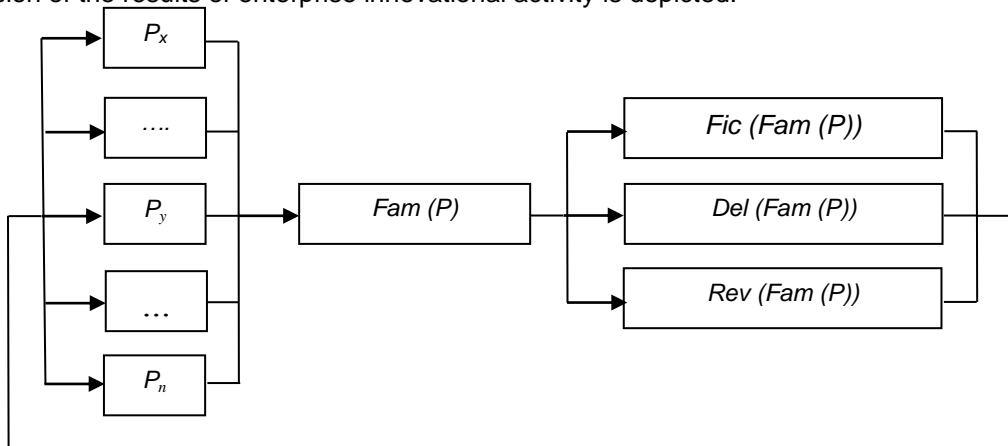 sion of the results of enterprise innovational activity is depicted.
Px
….
Py
…
Pn
Fam (P)
Fic (Fam (P))
Del (Fam (P))
Rev (Fam (P))